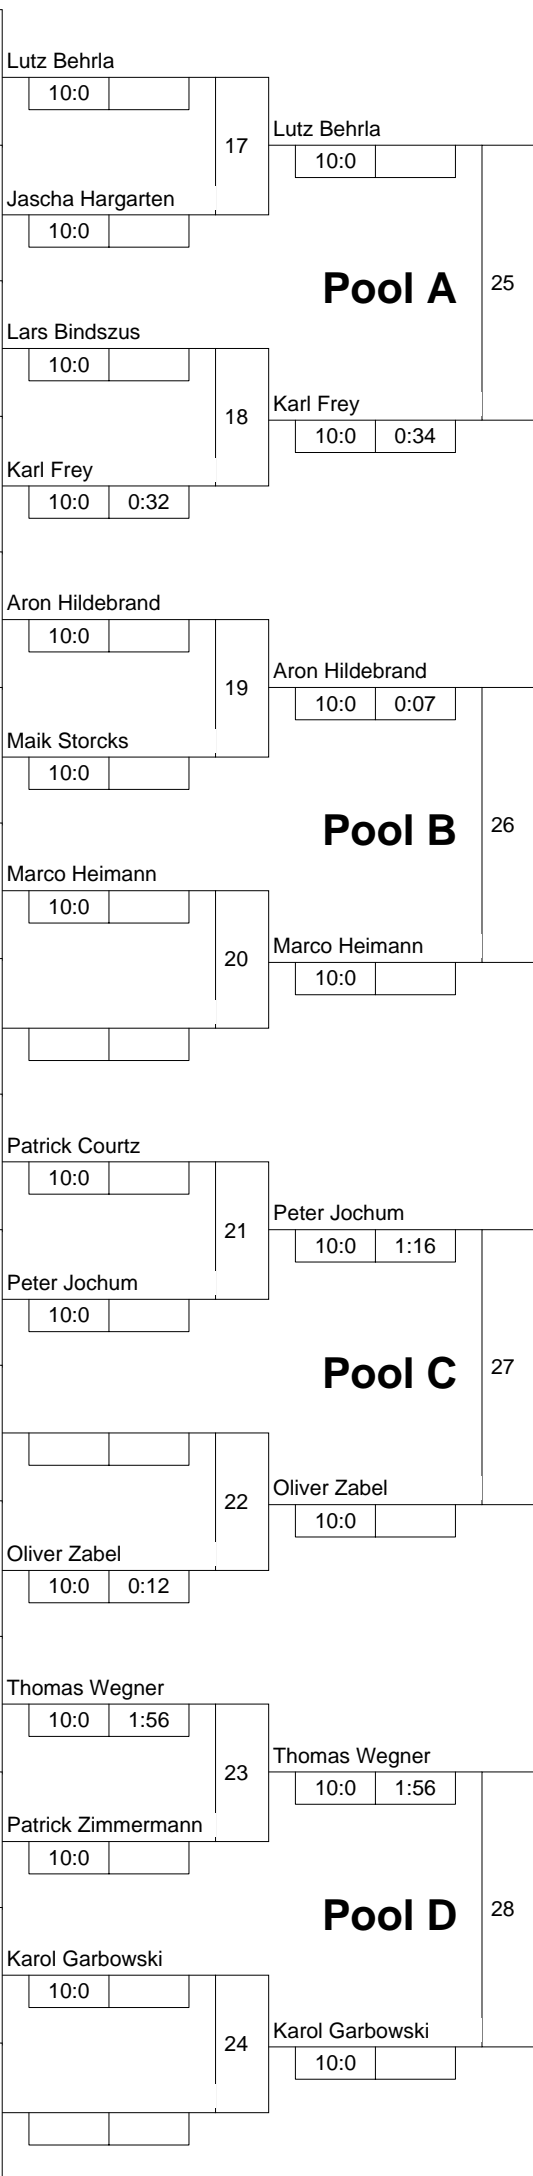 Lutz Behrla
10:0
17
Lutz Behrla
10:0
Jascha Hargarten
10:0
Pool A
25
Lars Bindszus
10:0
18
Karl Frey
10:0 0:34
Karl Frey
10:0 0:32
Aron Hildebrand
10:0
19
Aron Hildebrand
10:0 0:07
Maik Storcks
10:0
Pool B
26
Marco Heimann
10:0
20
Marco Heimann
10:0
Patrick Courtz
10:0
21
Peter Jochum
10:0 1:16
Peter Jochum
10:0
Pool C
27
22
Oliver Zabel
10:0
Oliver Zabel
10:0 0:12
Thomas Wegner
10:0 1:56
23
Thomas Wegner
10:0 1:56
Patrick Zimmermann
10:0
Pool D
28
Karol Garbowski
10:0
24
Karol Garbowski
10:0